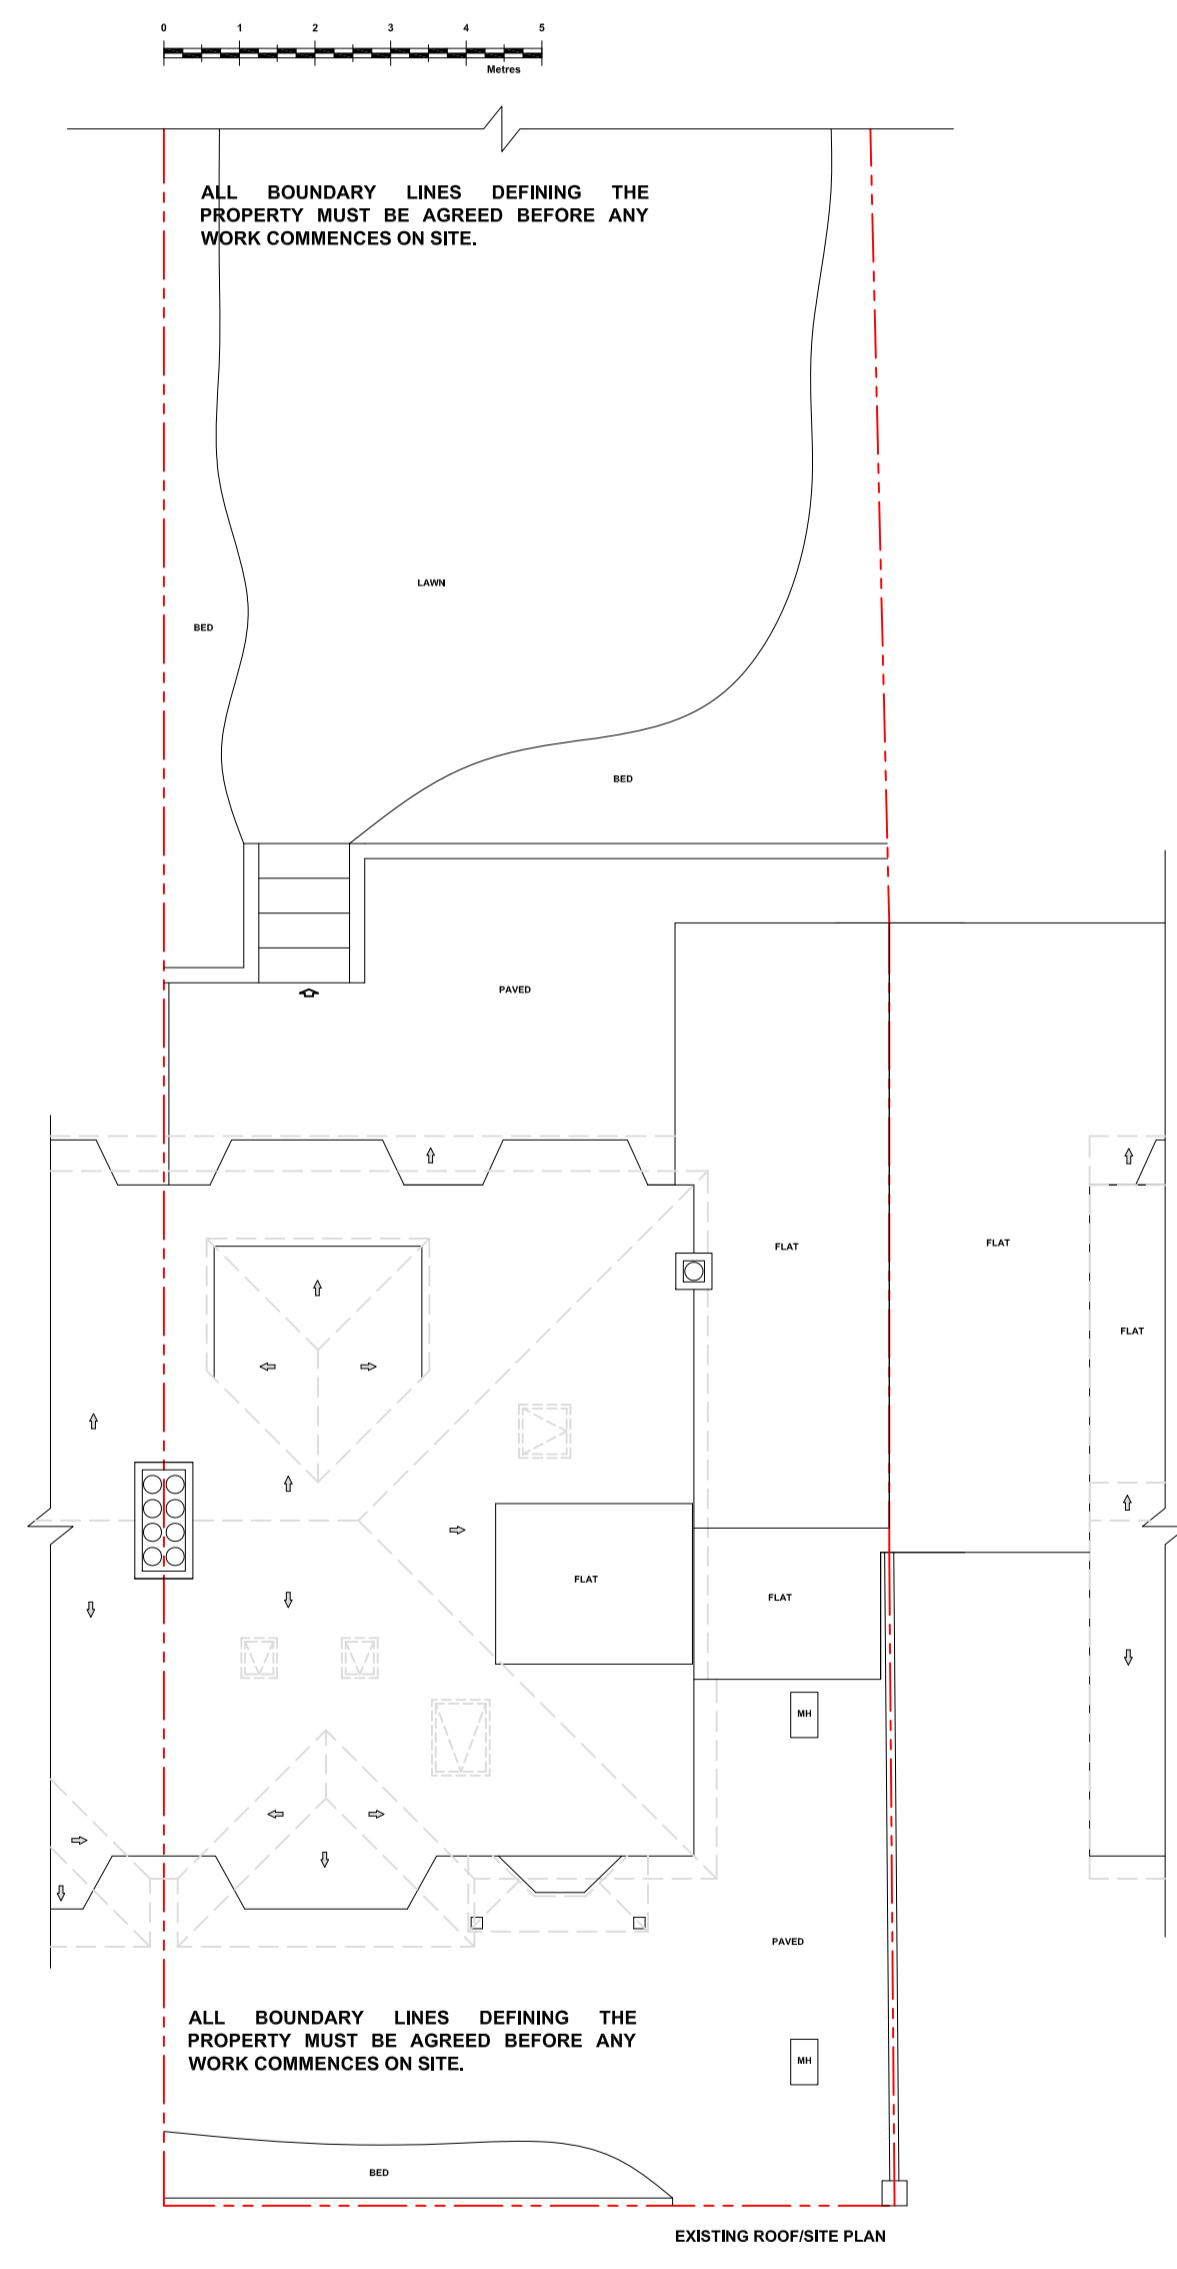 0 1 2 3 4 5
Metres
ALL BOUNDARY LINES DEFINING THE
PROPERTY MUST BE AGREED BEFORE ANY
WORK COMMENCES ON SITE.
LAWN
BED
BED
PAVED
FLAT
FLAT
FLAT
FLAT
FLAT
MH
PAVED
ALL BOUNDARY LINES DEFINING THE
PROPERTY MUST BE AGREED BEFORE ANY
WORK COMMENCES ON SITE.
MH
BED
EXISTING ROOF/SITE PLAN